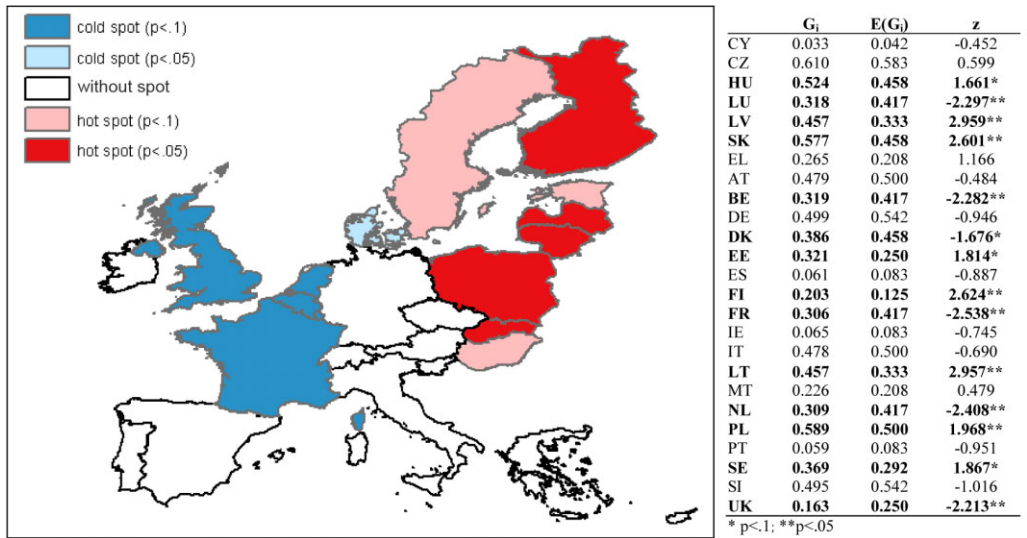 cold spot (p<.1)
cold spot (p<.05)
without spot
hot spot (p<.1)
hot spot (p<.05)
Gi E(Gi) z
CY 0.033 0.042 -0.452
CZ 0.610 0.583 0.599
HU 0.524 0.458 1.661*
LU 0.318 0.417 -2.297**
LV 0.457 0.333 2.959**
SK 0.577 0.458 2.601**
EL 0.265 0.208 1.166
AT 0.479 0.500 -0.484
BE 0.319 0.417 -2.282**
DE 0.499 0.542 -0.946
DK 0.386 0.458 -1.676*
EE 0.321 0.250 1.814*
ES 0.061 0.083 -0.887
FI 0.203 0.125 2.624**
FR 0.306 0.417 -2.538**
IE 0.065 0.083 -0.745
IT 0.478 0.500 -0.690
LT 0.457 0.333 2.957**
MT 0.226 0.208 0.479
NL 0.309 0.417 -2.408**
PL 0.589 0.500 1.968**
PT 0.059 0.083 -0.951
SE 0.369 0.292 1.867*
SI 0.495 0.542 -1.016
UK 0.163 0.250 -2.213**
* p<.1; **p<.05